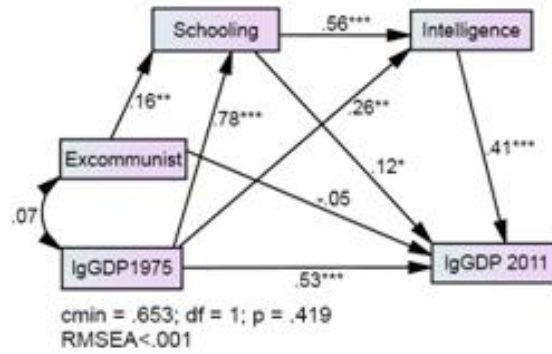 Schooling
.56***
Intelligence
.16**
.78***
.26**
.41***
Excommunist
.12*
-.05
.07
lgGDP1975
.53***
lgGDP 2011
cmin = .653; df = 1; p = .419
RMSEA<.001